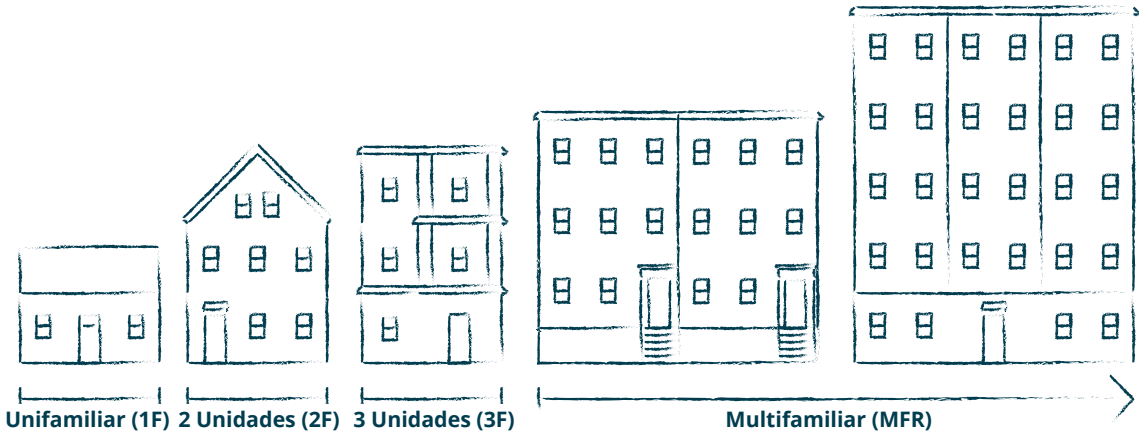 Unifamiliar (1F)
2 Unidades (2F)
3 Unidades (3F)
Multifamiliar (MFR)